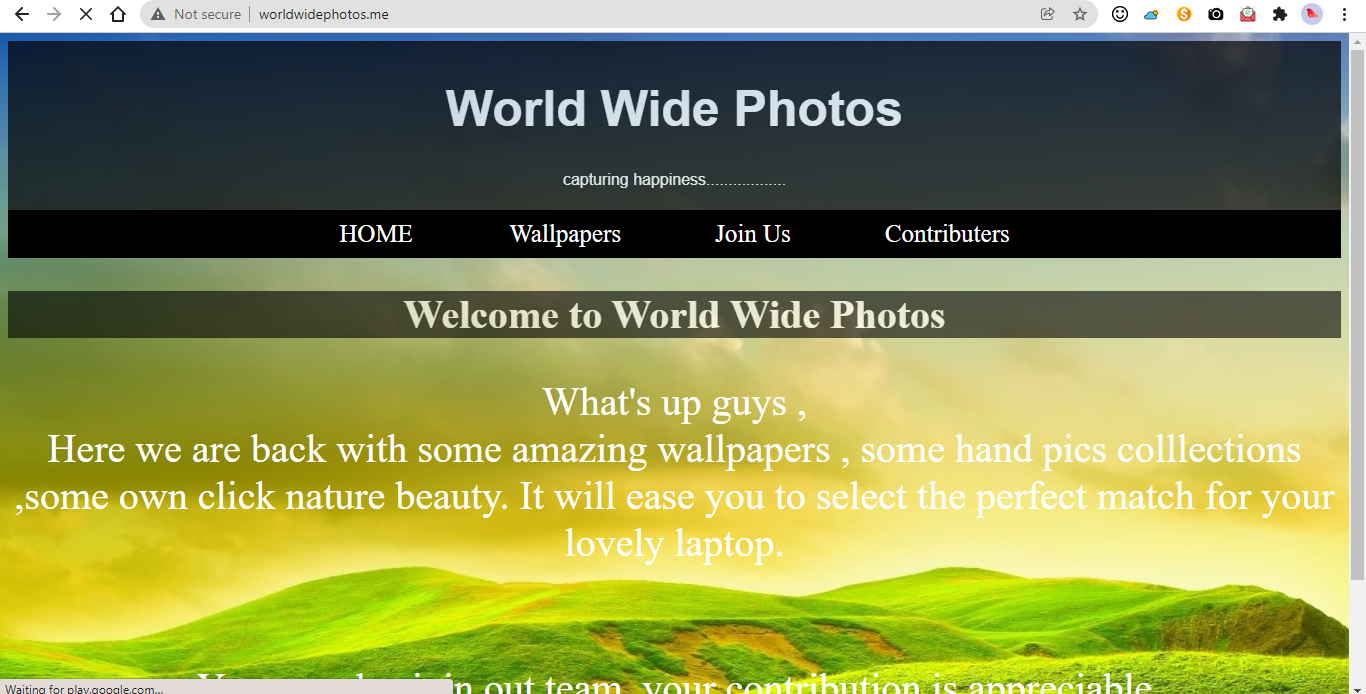 Not secure worldwidephotos.me
World Wide Photos
capturing happiness..................
HOME Wallpapers Join Us Contributers
Welcome to World Wide Photos
What's up guys ,
Here we are back with some amazing wallpapers , some hand pics colllections
,some own click nature beauty. It will ease you to select the perfect match for your
lovely laptop.
in out team, your contribution is appreciable
Waiting for play.google.com...